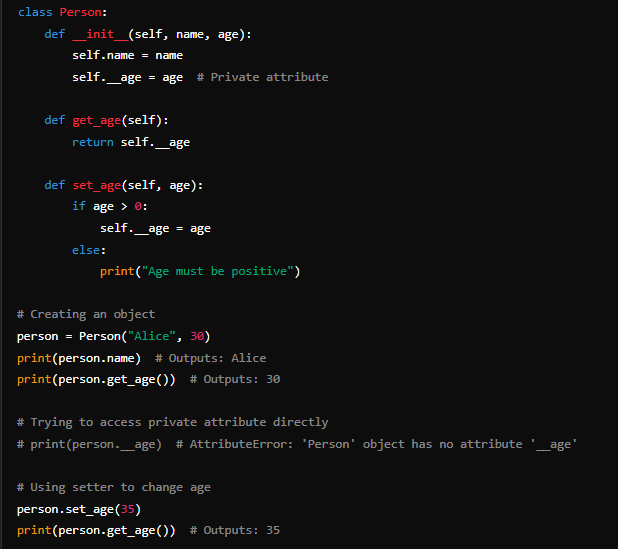 class Person:
    def __init__(self, name, age):
        self.name = name
        self.__age = age  # Private attribute

    def get_age(self):
        return self.__age

    def set_age(self, age):
        if age > 0:
            self.__age = age
        else:
            print("Age must be positive")

# Creating an object
person = Person("Alice", 30)
print(person.name)  # Outputs: Alice
print(person.get_age())  # Outputs: 30

# Trying to access private attribute directly
# print(person.__age)  # AttributeError: 'Person' object has no attribute '__age'

# Using setter to change age
person.set_age(35)
print(person.get_age())  # Outputs: 35